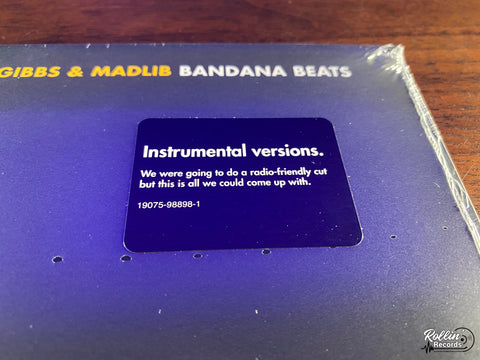 GIBBS & MADLIB BANDANA BEATS
Instrumental versions.
We were going to do a radio-friendly cut
but this is all we could come up with.
19075-98898-1
Rollin
Records